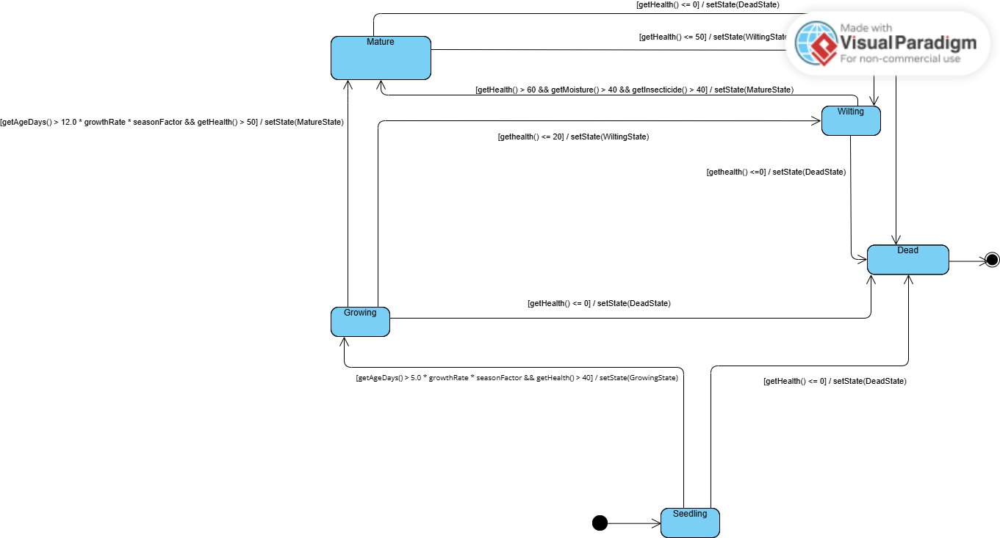 [getHealth() <= 0] / setState(DeadState)
Made with
Visual Paradigm
For non-commercial use
[getHealth() <= 50] / setState(WiltingState
Mature
[getHealth() > 60 && getMoisture() > 40 && getInsecticide() > 40] / setState(MatureState)
Wilting
[getAgeDays() > 12.0 * growthRate * seasonFactor && getHealth() > 50] / setState(MatureState)
[gethealth() <= 20] / setState(WiltingState)
[gethealth() <=0] / setState(DeadState)
Dead
[getHealth() <= 0] / setState(DeadState)
Growing
[getAgeDays() > 5.0 * growthRate * seasonFactor && getHealth() > 40] / setState(GrowingState)
[getHealth() <= 0] / setState(DeadState)
Seedling